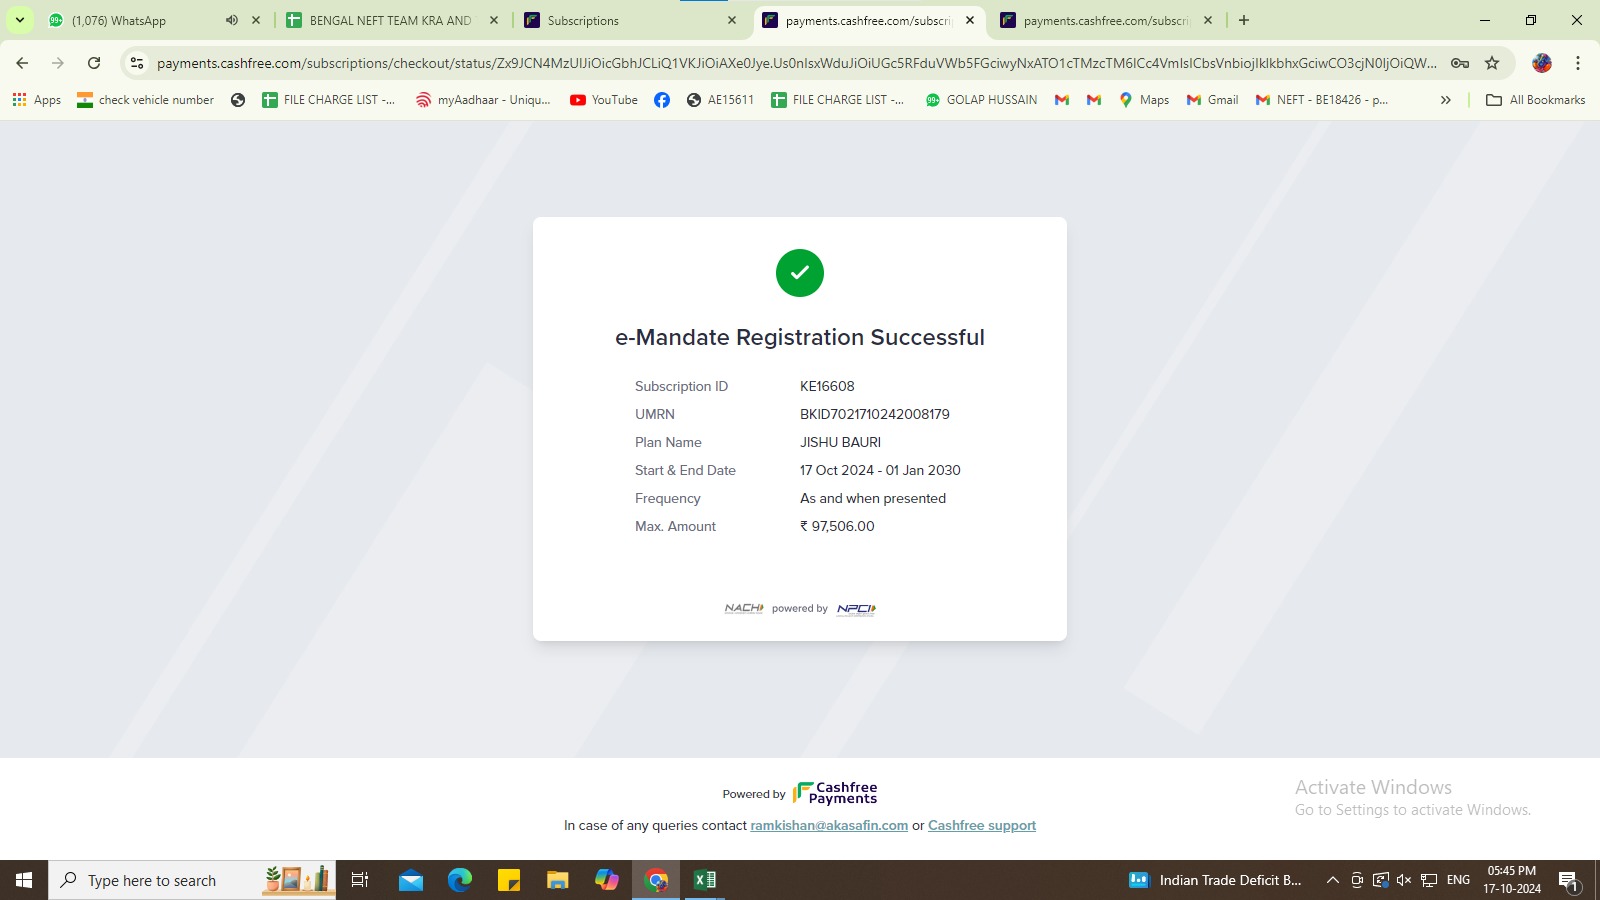 (1,076) WhatsApp
BENGAL NEFT TEAM KRA AND
Subscriptions
payments.cashfree.com/subscri
payments.cashfree.com/subscri
payments.cashfree.com/subscriptions/checkout/status/
Apps
check vehicle number
FILE CHARGE LIST -...
myAadhaar - Uniqu...
YouTube
AE15611
FILE CHARGE LIST -...
GOLAP HUSSAIN
Maps
Gmail
NEFT - BE18426 - p...
All Bookmarks
e-Mandate Registration Successful
Subscription ID KE16608
UMRN BKID7021710242008179
Plan Name JISHU BAURI
Start & End Date 17 Oct 2024 - 01 Jan 2030
Frequency As and when presented
Max. Amount ₹ 97,506.00
NACH powered by NPCI
Powered by Cashfree Payments
In case of any queries contact ramkishan@akasafin.com or Cashfree support
Activate Windows
Go to Settings to activate Windows.
Type here to search
Indian Trade Deficit B...
ENG
05:45 PM
17-10-2024
1